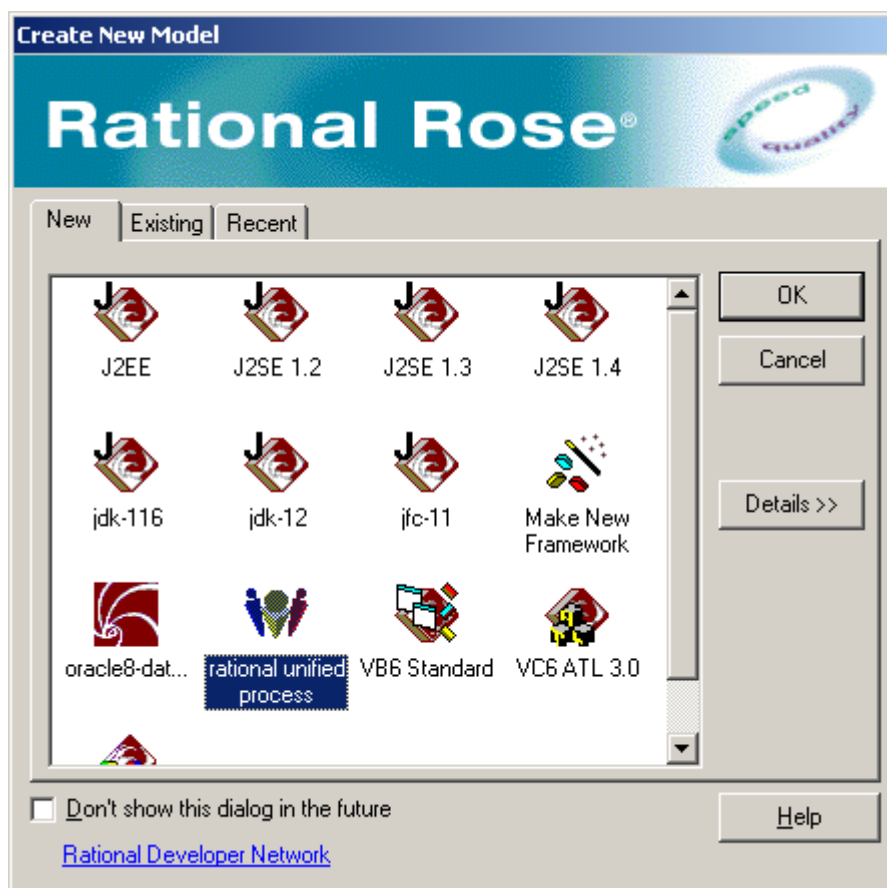 Create New Model
Rational Rose®
speed
quality
New Existing Recent
OK
J2EE J2SE 1.2 J2SE 1.3 J2SE 1.4
Cancel
jdk-116 jdk-12 jfc-11 Make New
Framework
Details >>
oracle8-dat... rational unified
process
VB6 Standard VC6 ATL 3.0
Don't show this dialog in the future
Help
Rational Developer Network